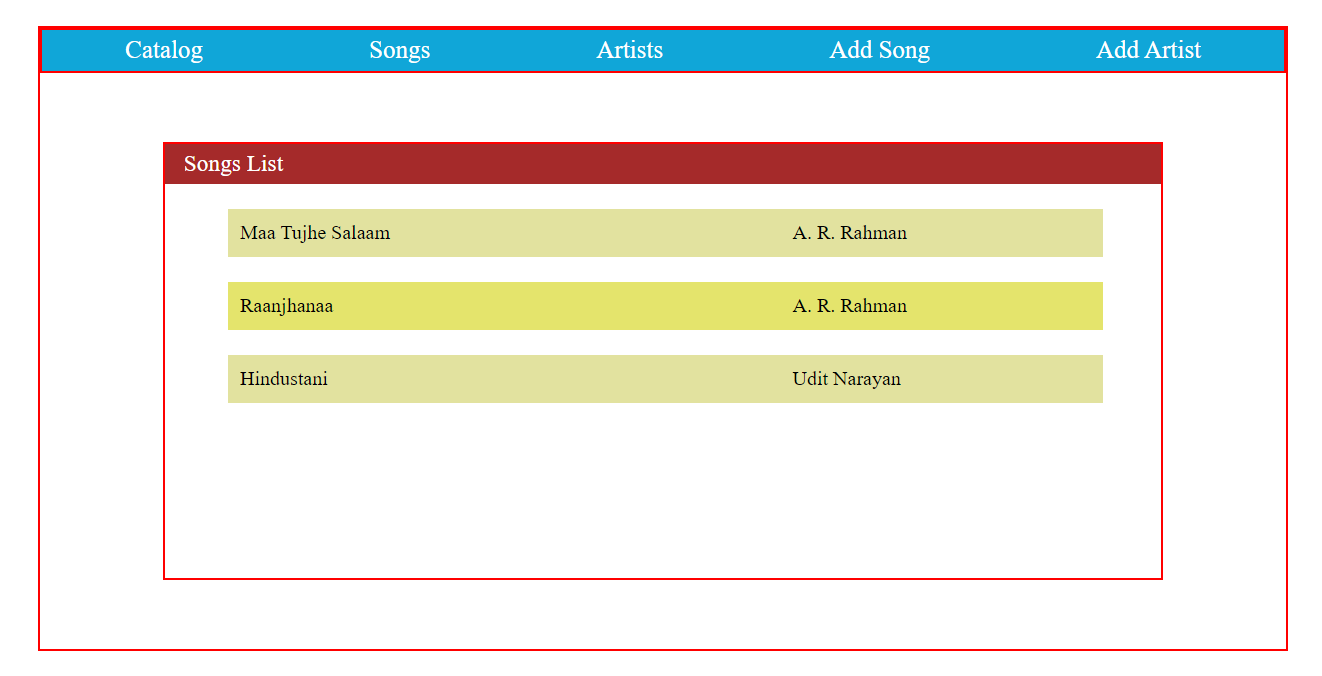 Catalog Songs Artists Add Song Add Artist
Songs List
Maa Tujhe Salaam A. R. Rahman
Raanjhanaa A. R. Rahman
Hindustani Udit Narayan